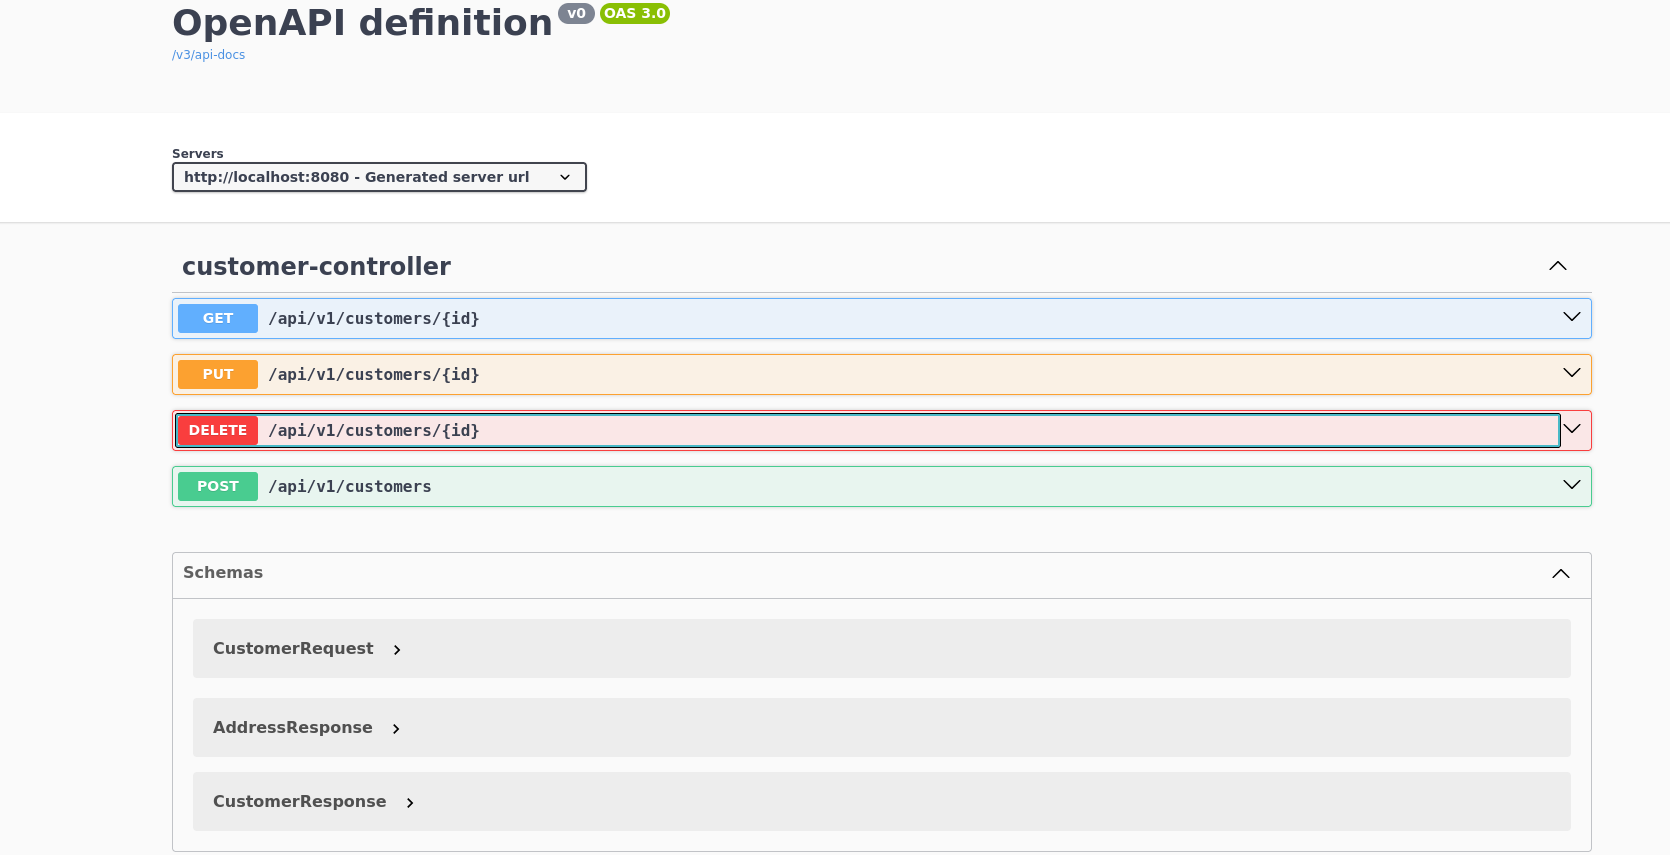 OpenAPI definition v0 OAS 3.0
/v3/api-docs
Servers
http://localhost:8080 - Generated server url
customer-controller
GET /api/v1/customers/{id}
PUT /api/v1/customers/{id}
DELETE /api/v1/customers/{id}
POST /api/v1/customers
Schemas
CustomerRequest
AddressResponse
CustomerResponse